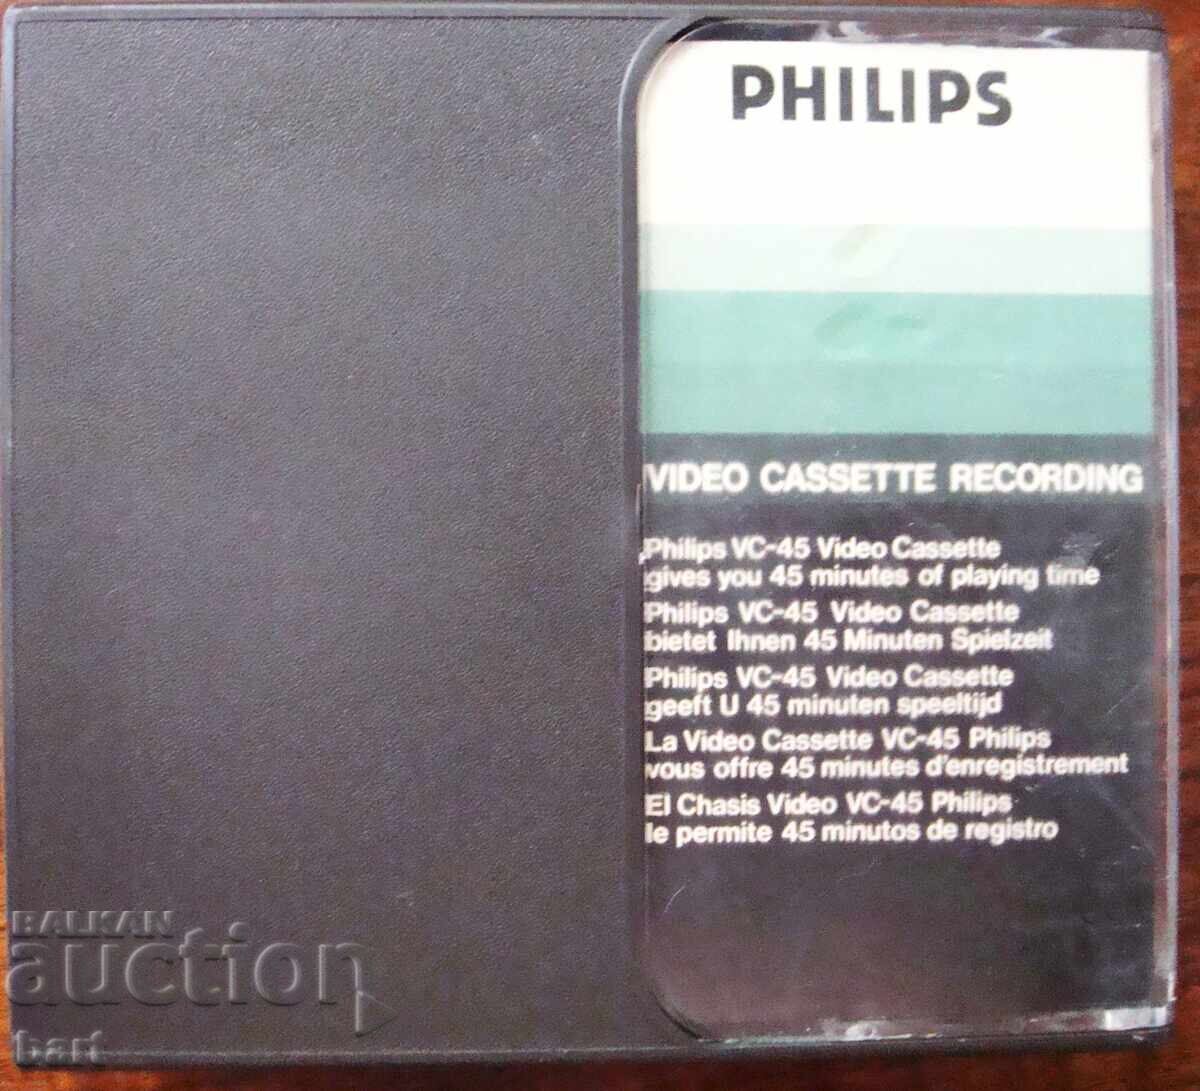 PHILIPS
VIDEO CASSETTE RECORDING
Philips VC-45 Video Cassette
gives you 45 minutes of playing time
Philips VC-45 Video Cassette
bietet Ihnen 45 Minuten Spielzeit
Philips VC-45 Video Cassette
geeft U 45 minuten speeltijd
La Video Cassette VC-45 Philips
vous offre 45 minutes d'enregistrement
El Chasis Video VC-45 Philips
le permite 45 minutos de registro
BALKAN
auction
bart